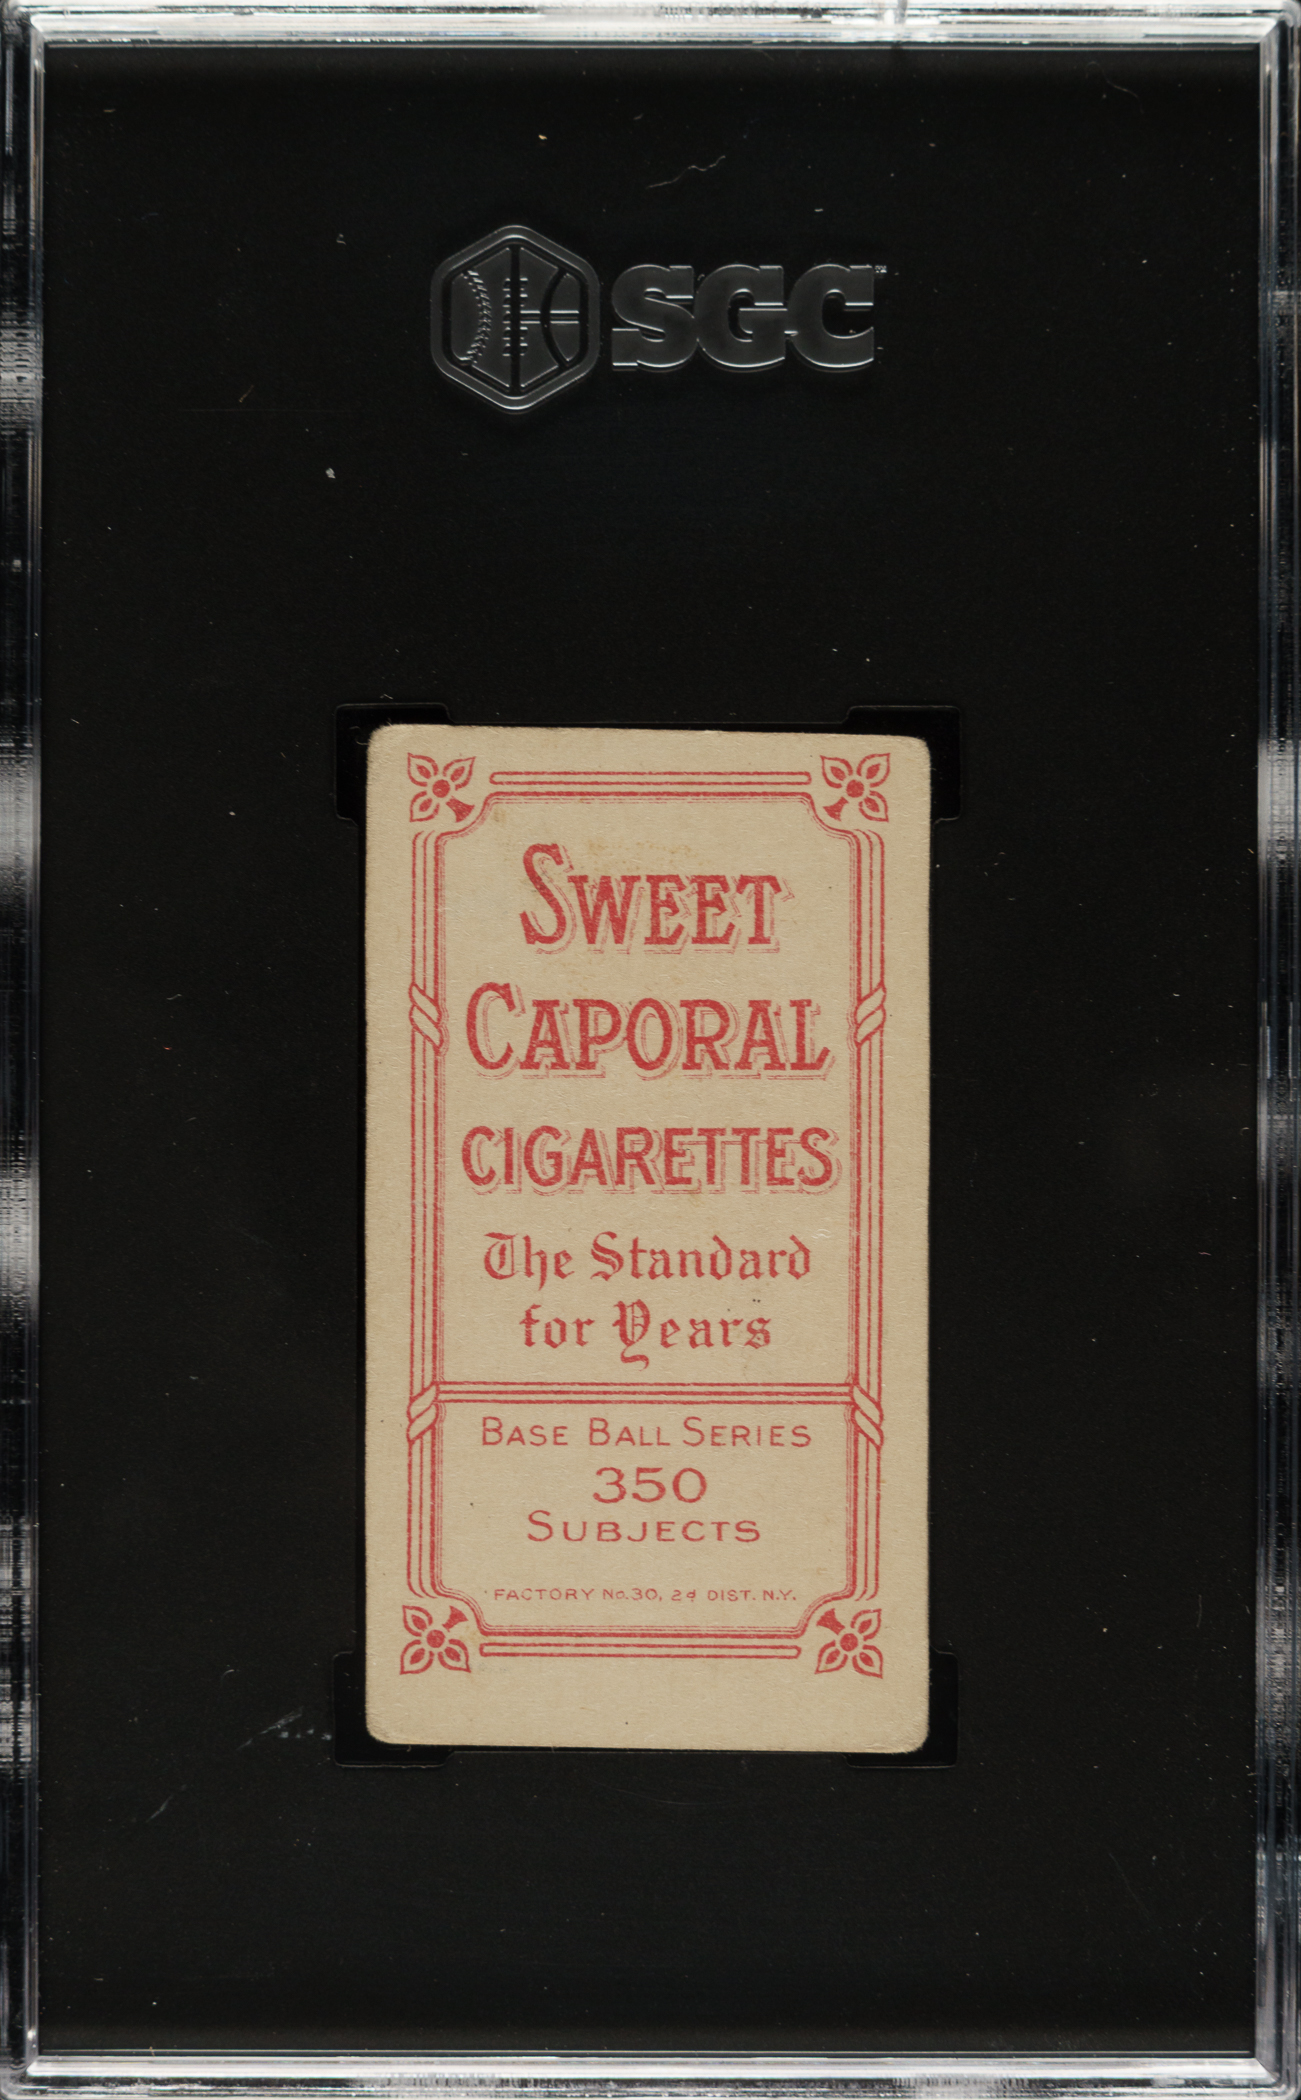 SGC
SWEET
CAPORAL
CIGARETTES
The Standard
for Years
BASE BALL SERIES
350
SUBJECTS
FACTORY No. 30, 2d DIST. N.Y.